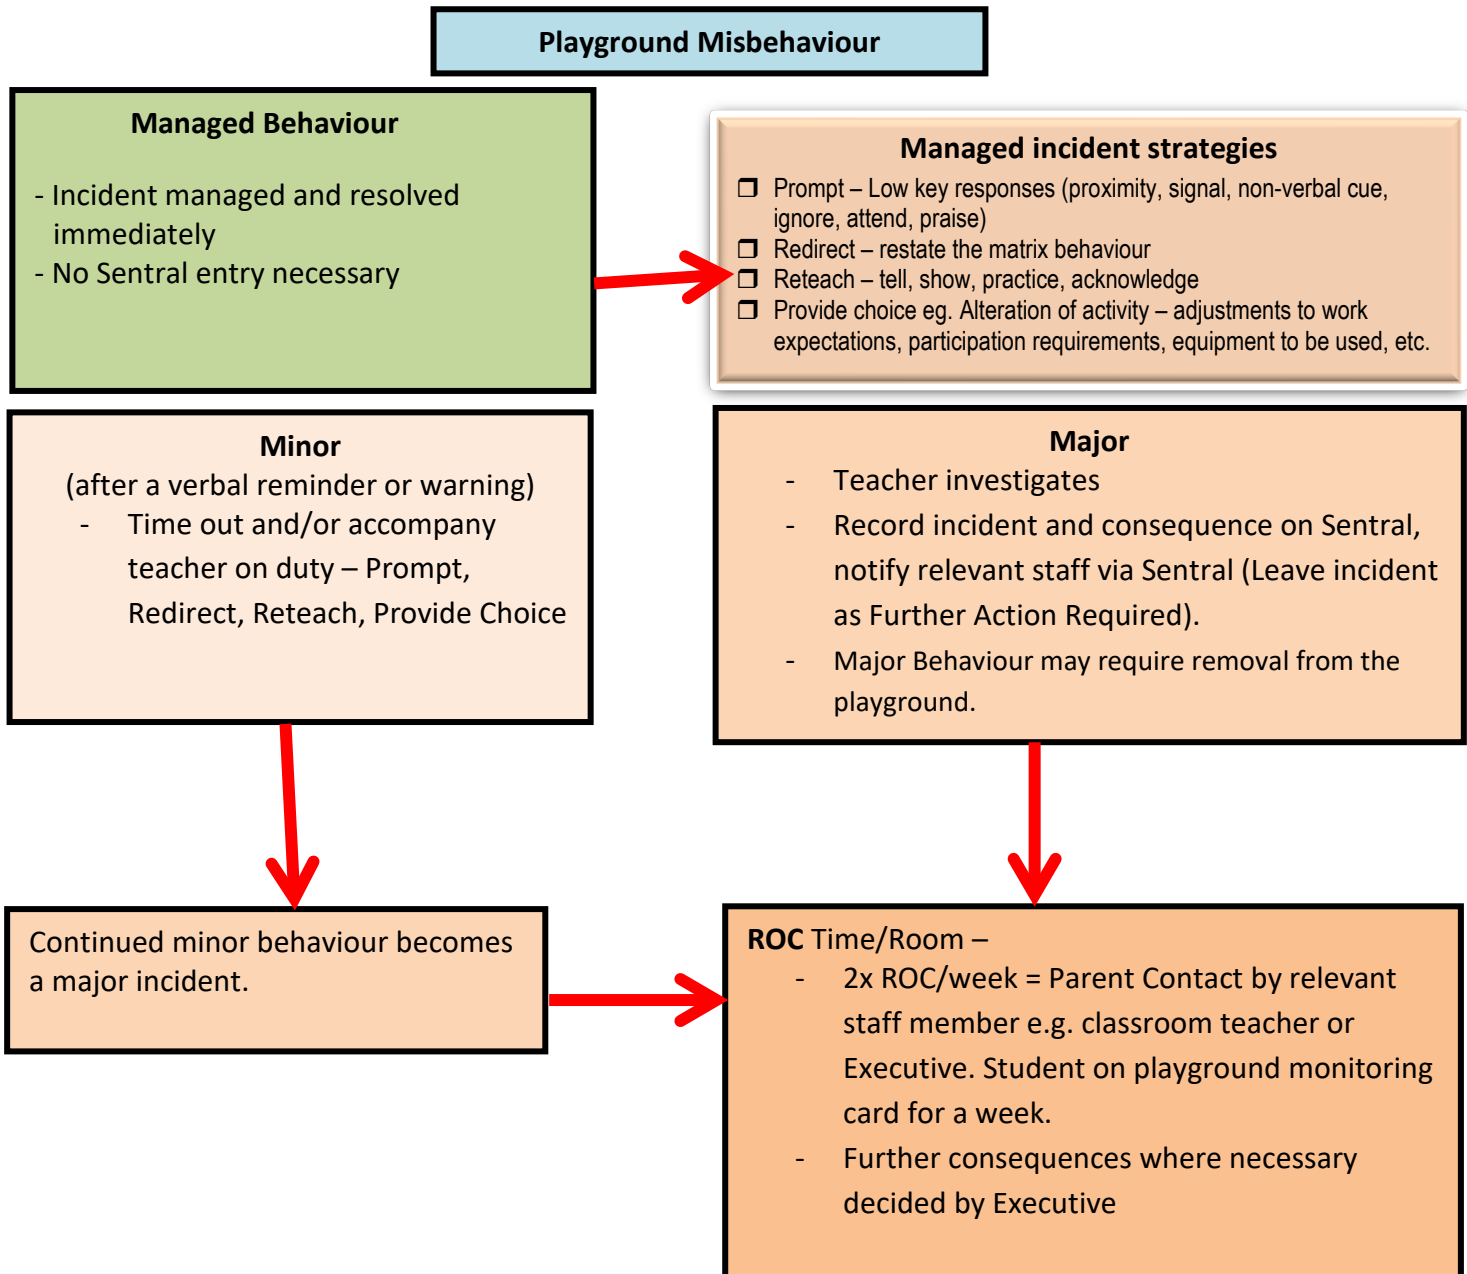 Playground Misbehaviour
Managed Behaviour
- Incident managed and resolved
immediately
- No Sentral entry necessary
Managed incident strategies
❒ Prompt – Low key responses (proximity, signal, non-verbal cue,
ignore, attend, praise)
❒ Redirect – restate the matrix behaviour
❒ Reteach – tell, show, practice, acknowledge
❒ Provide choice eg. Alteration of activity – adjustments to work
expectations, participation requirements, equipment to be used, etc.
Minor
(after a verbal reminder or warning)
- Time out and/or accompany
teacher on duty – Prompt,
Redirect, Reteach, Provide Choice
Major
- Teacher investigates
- Record incident and consequence on Sentral,
notify relevant staff via Sentral (Leave incident
as Further Action Required).
- Major Behaviour may require removal from the
playground.
Continued minor behaviour becomes
a major incident.
ROC Time/Room –
- 2x ROC/week = Parent Contact by relevant
staff member e.g. classroom teacher or
Executive. Student on playground monitoring
card for a week.
- Further consequences where necessary
decided by Executive